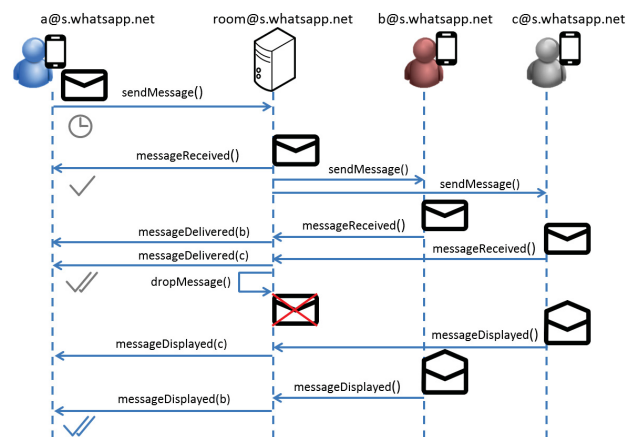 a@s.whatsapp.net room@s.whatsapp.net b@s.whatsapp.net c@s.whatsapp.net
sendMessage()
messageReceived()
sendMessage()
sendMessage()
messageDelivered(b)
messageReceived()
messageDelivered(c)
messageReceived()
dropMessage()
messageDisplayed()
messageDisplayed(c)
messageDisplayed()
messageDisplayed(b)